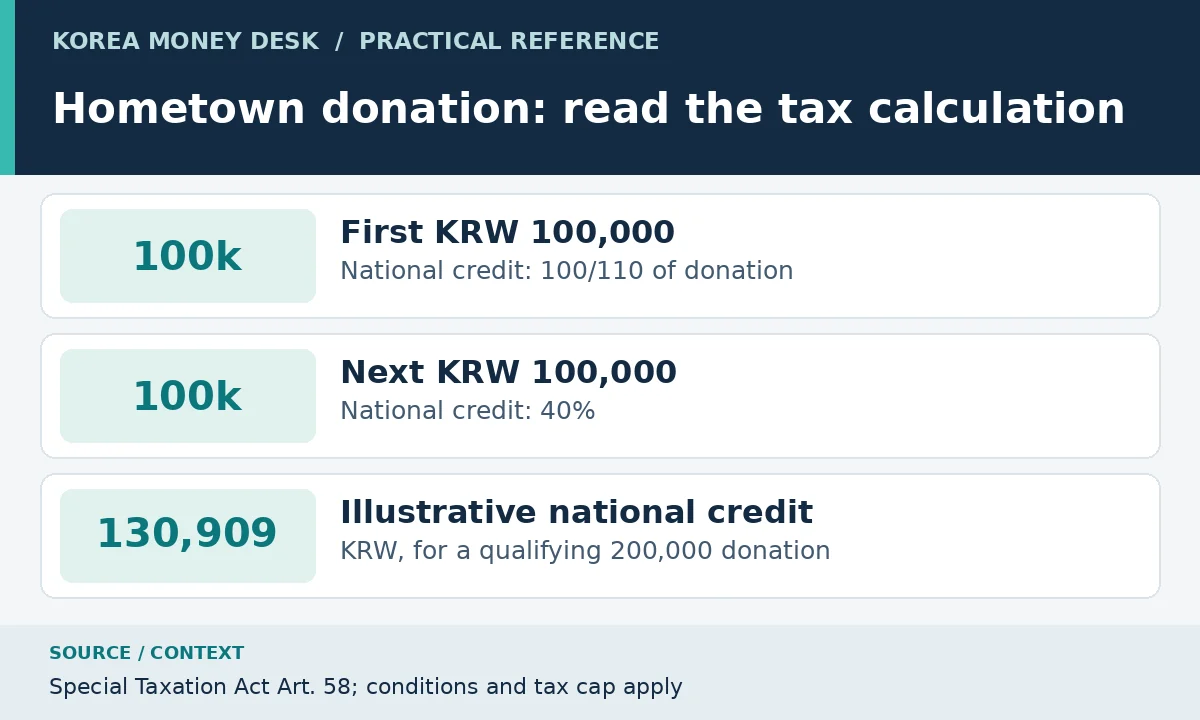 KOREA MONEY DESK / PRACTICAL REFERENCE
Hometown donation: read the tax calculation
100k
First KRW 100,000
National credit: 100/110 of donation
100k
Next KRW 100,000
National credit: 40%
130,909
Illustrative national credit
KRW, for a qualifying 200,000 donation
SOURCE / CONTEXT
Special Taxation Act Art. 58; conditions and tax cap apply